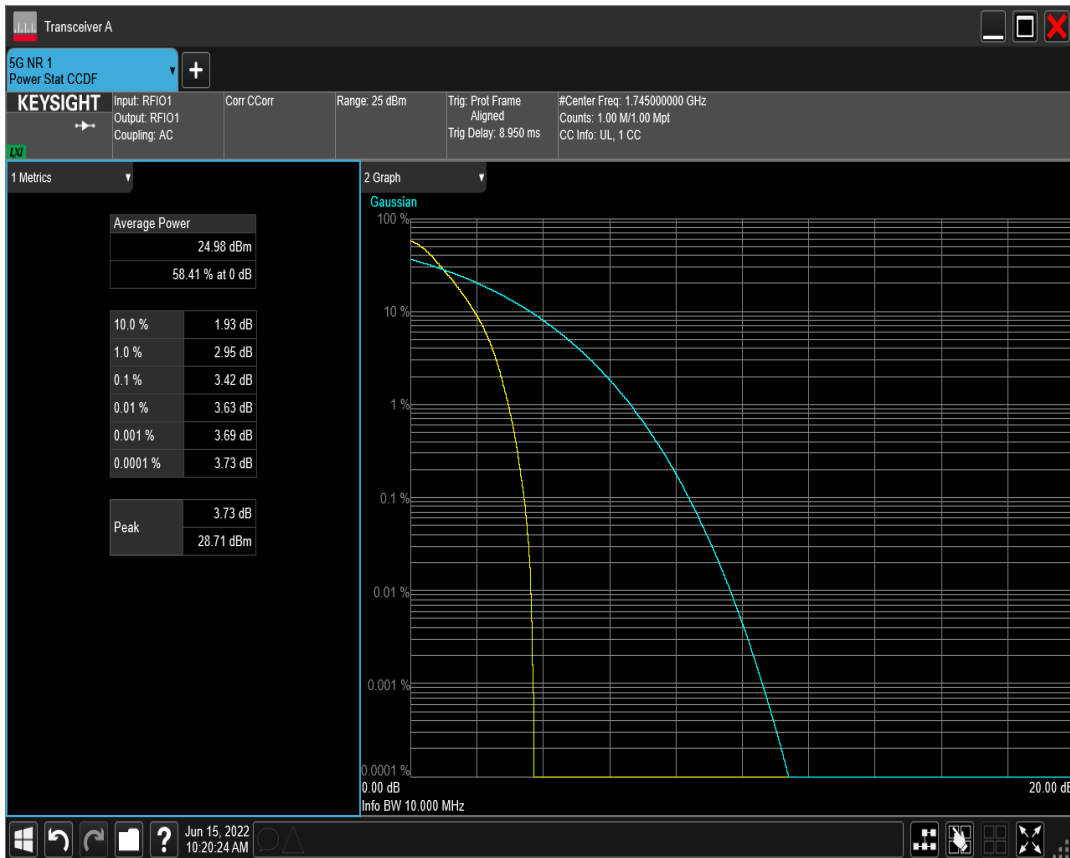 Transceiver A
5G NR 1
Power Stat CCDF
+
KEYSIGHT
LXI
Input: RFIO1
Output: RFIO1
Coupling: AC
Corr CCorr
Range: 25 dBm
Trig: Prot Frame
Aligned
Trig Delay: 8.950 ms
#Center Freq: 1.745000000 GHz
Counts: 1.00 M/1.00 Mpt
CC Info: UL, 1 CC
1 Metrics
Average Power
24.98 dBm
58.41 % at 0 dB
10.0 % 1.93 dB
1.0 % 2.95 dB
0.1 % 3.42 dB
0.01 % 3.63 dB
0.001 % 3.69 dB
0.0001 % 3.73 dB
Peak
3.73 dB
28.71 dBm
2 Graph
Gaussian
100 %
10 %
1 %
0.1 %
0.01 %
0.001 %
0.0001 %
0.00 dB
20.00 dB
Info BW 10.000 MHz
?
Jun 15, 2022
10:20:24 AM